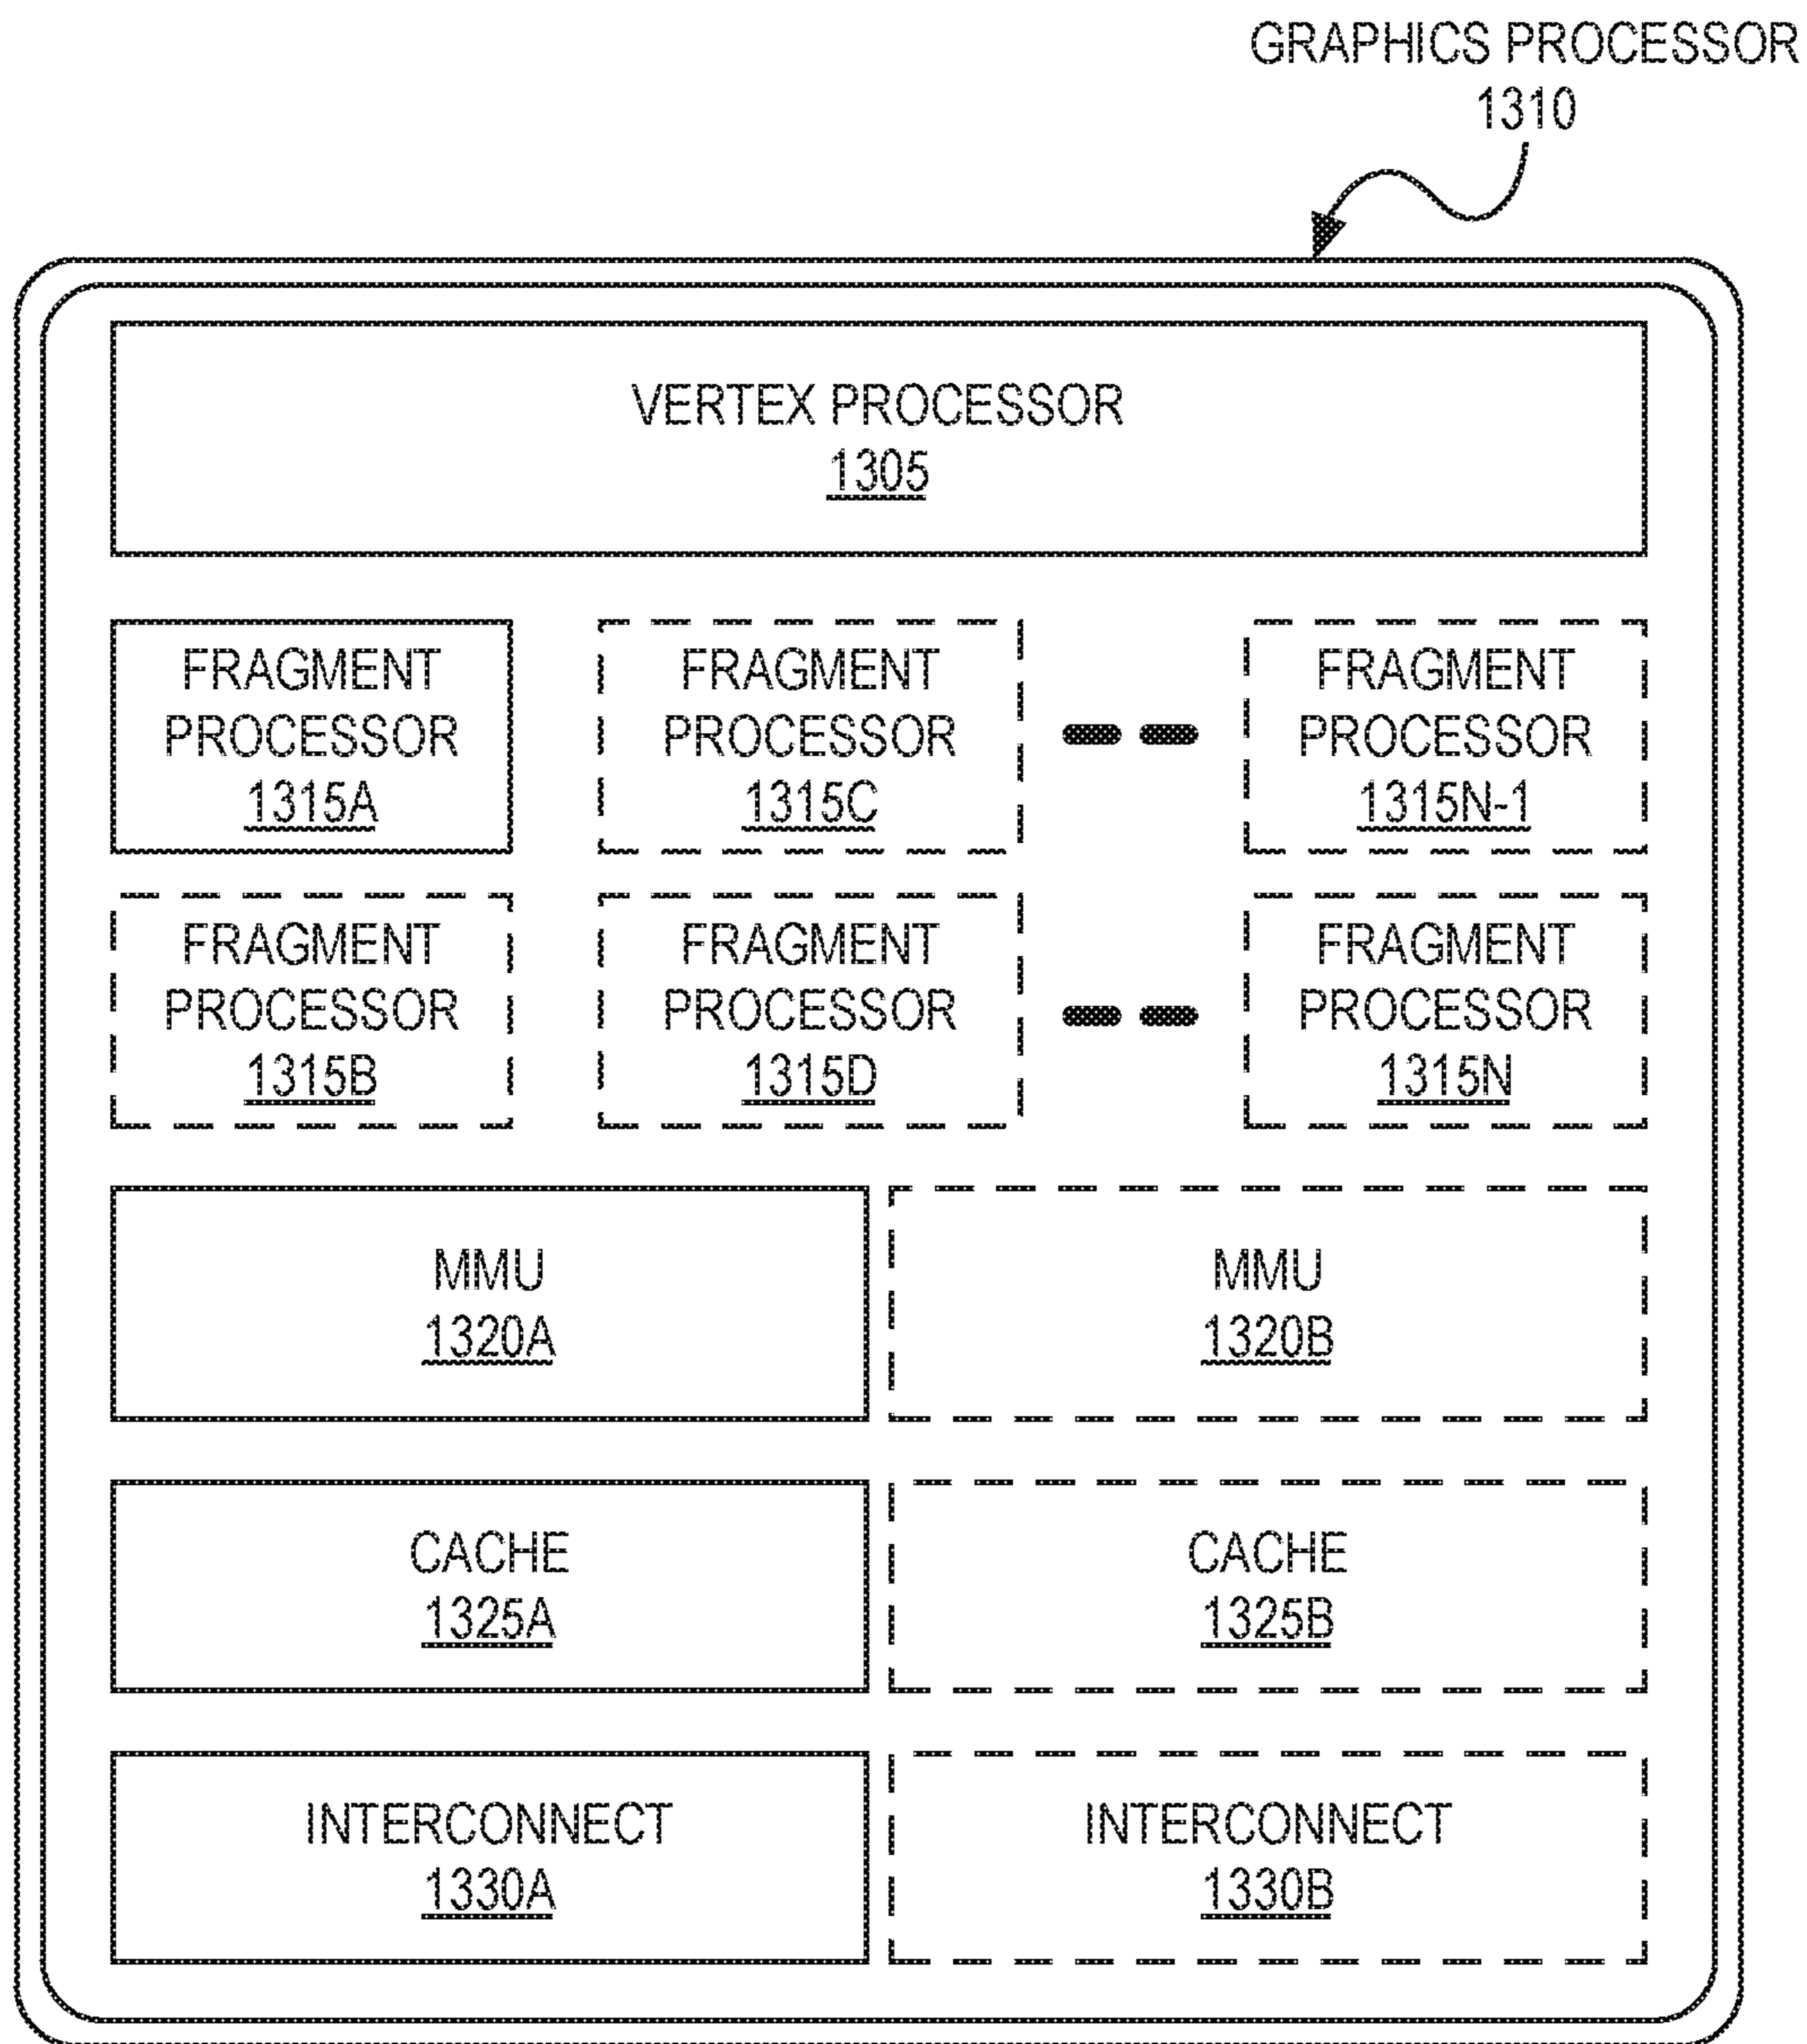 GRAPHICS PROCESSOR
1310
VERTEX PROCESSOR
1305
FRAGMENT
PROCESSOR
1315A
FRAGMENT
PROCESSOR
1315C
FRAGMENT
PROCESSOR
1315N-1
FRAGMENT
PROCESSOR
1315B
FRAGMENT
PROCESSOR
1315D
FRAGMENT
PROCESSOR
1315N
MMU
1320A
MMU
1320B
CACHE
1325A
CACHE
1325B
INTERCONNECT
1330A
INTERCONNECT
1330B